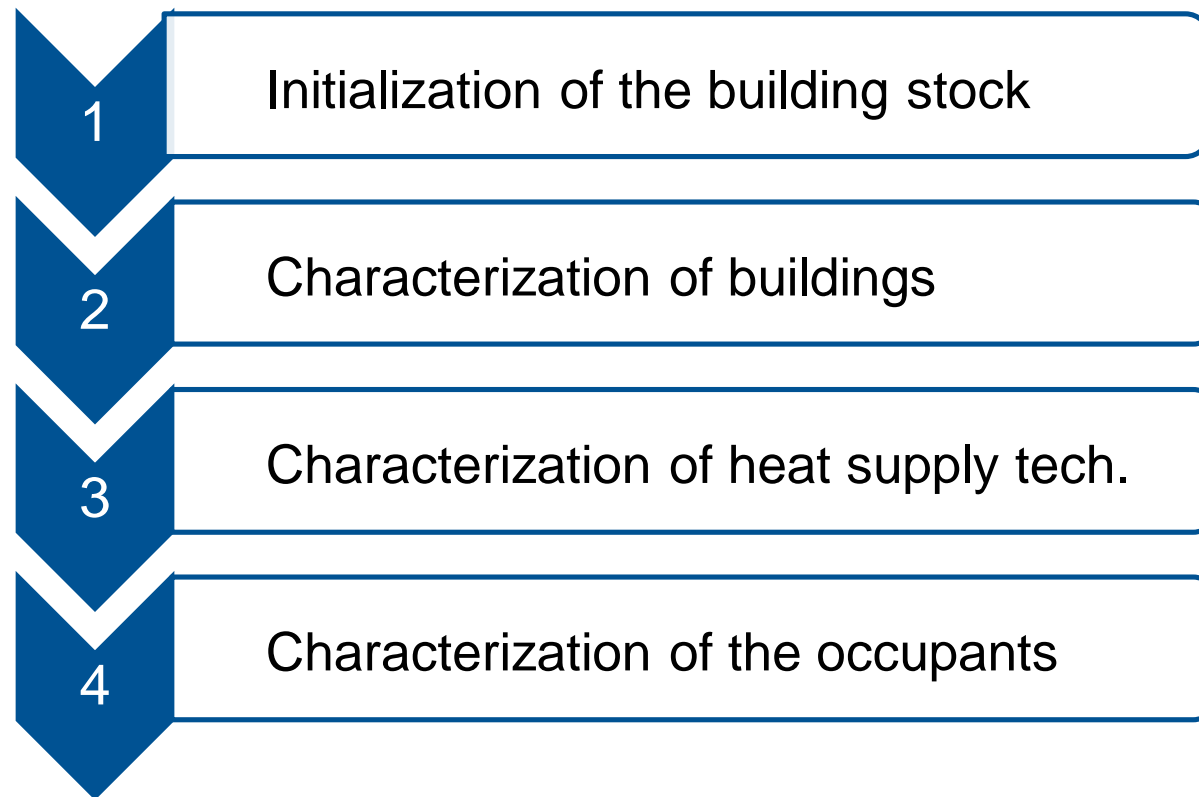 1
Initialization of the building stock
2
Characterization of buildings
3
Characterization of heat supply tech.
4
Characterization of the occupants